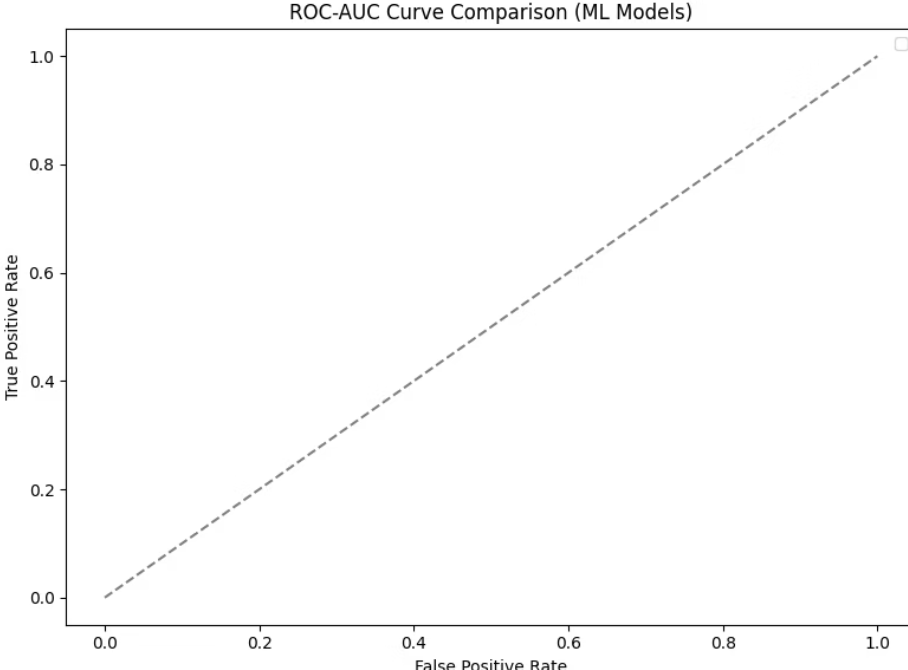 ROC-AUC Curve Comparison (ML Models)
1.0
0.8
0.6
0.4
0.2
0.0
True Positive Rate
0.0 0.2 0.4 0.6 0.8 1.0
False Positive Rate